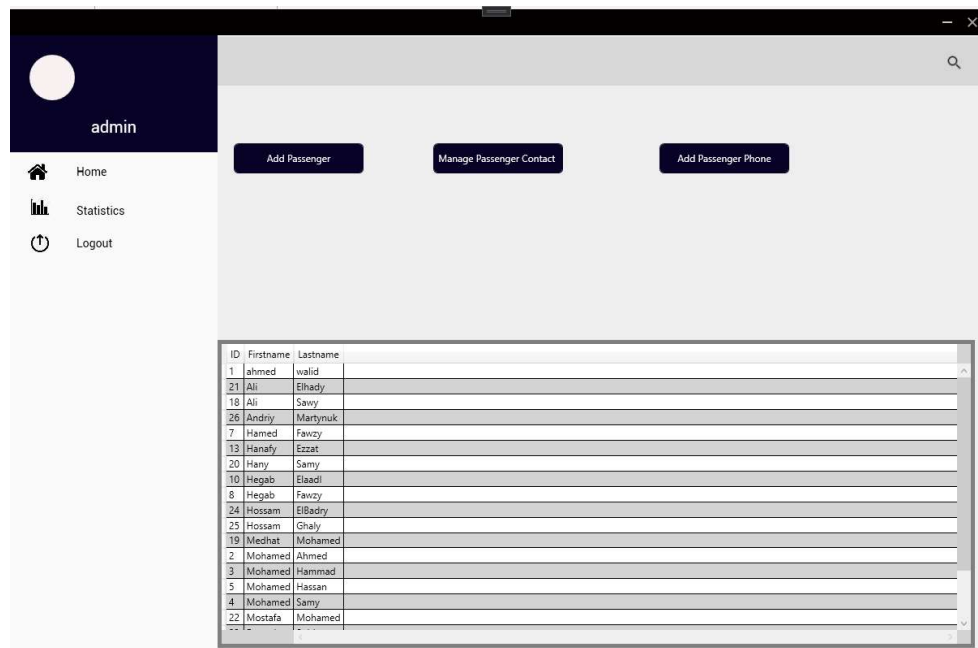 admin
Home
Statistics
Logout
Add Passenger Manage Passenger Contact Add Passenger Phone
ID Firstname Lastname
1 ahmed walid
21 Ali Elhady
18 Ali Sawy
26 Andriy Martynuk
7 Hamed Fawzy
13 Hanafy Ezzat
20 Hany Samy
10 Hegab Elaadl
8 Hegab Fawzy
24 Hossam ElBadry
25 Hossam Ghaly
19 Medhat Mohamed
2 Mohamed Ahmed
3 Mohamed Hammad
5 Mohamed Hassan
4 Mohamed Samy
22 Mostafa Mohamed